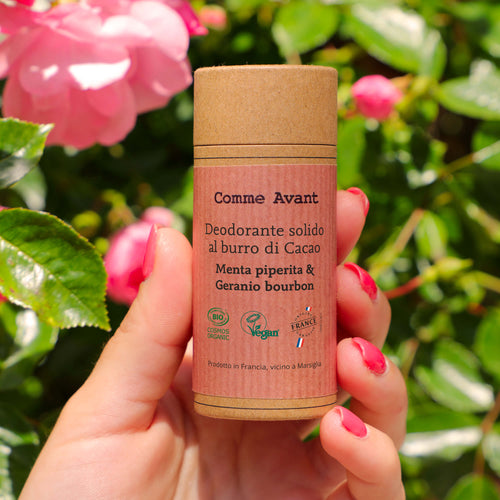 Comme Avant
Deodorante solido
al burro di Cacao
Menta piperita &
Geranio bourbon
BIO
COSMOS
ORGANIC
Vegan
FRANCE
Prodotto in Francia, vicino a Marsiglia